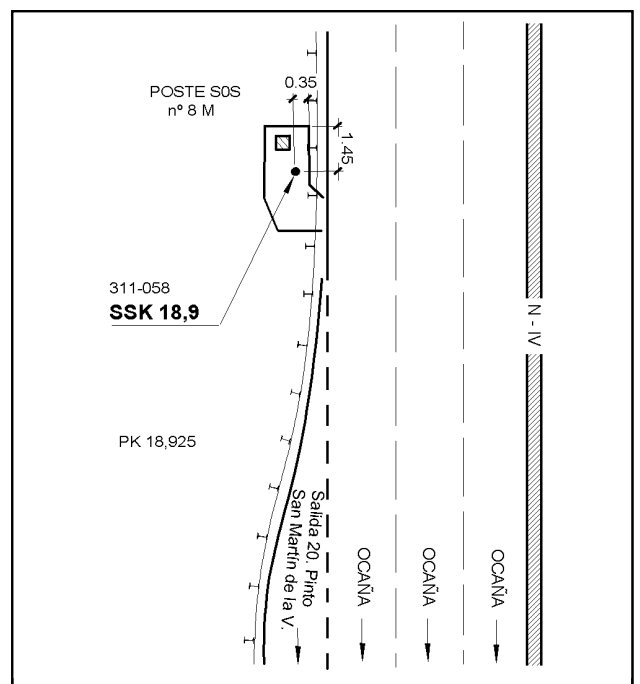 0.35
POSTE S0S
nº 8 M
1.45
311-058
SSK 18,9
N - IV
PK 18,925
Salida 20. Pinto
San Martín de la V.
OCAÑA
OCAÑA
OCAÑA